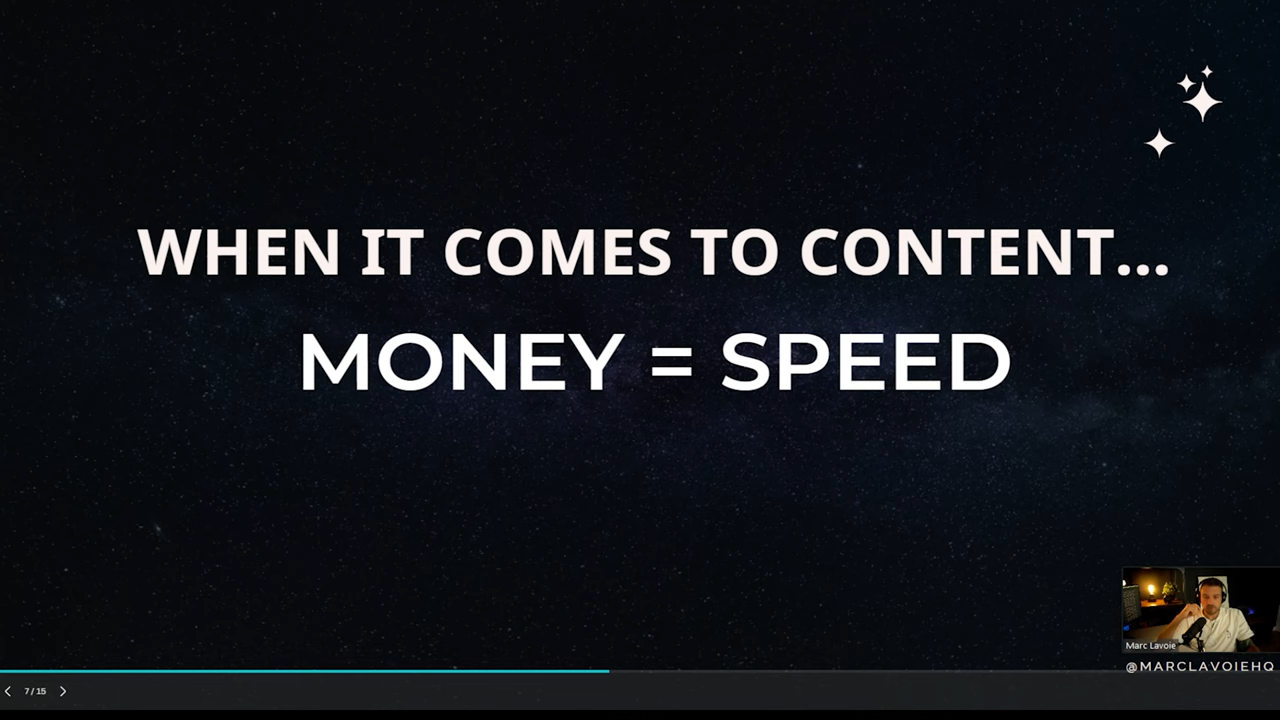 WHEN IT COMES TO CONTENT...
MONEY = SPEED
Marc Lavoie
@MARCLAVOIEHQ
7 / 15